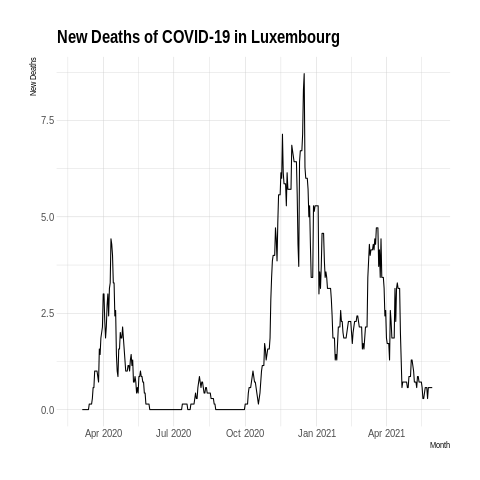 New Deaths of COVID-19 in Luxembourg
New Deaths
7.5
5.0
2.5
0.0
Apr 2020 Jul 2020 Oct 2020 Jan 2021 Apr 2021
Month